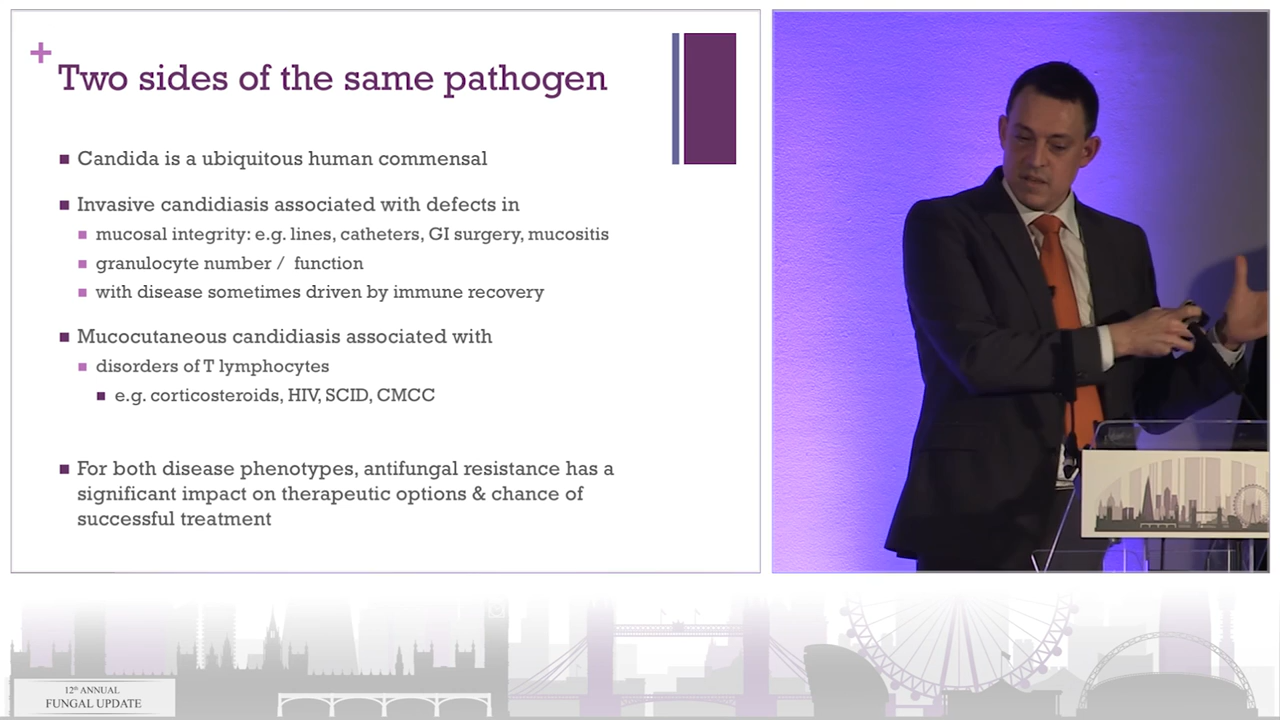 +
Two sides of the same pathogen
■ Candida is a ubiquitous human commensal
■ Invasive candidiasis associated with defects in
■ mucosal integrity: e.g. lines, catheters, GI surgery, mucositis
■ granulocyte number / function
■ with disease sometimes driven by immune recovery
■ Mucocutaneous candidiasis associated with
■ disorders of T lymphocytes
■ e.g. corticosteroids, HIV, SCID, CMCC
■ For both disease phenotypes, antifungal resistance has a
significant impact on therapeutic options & chance of
successful treatment
12th ANNUAL
FUNGAL UPDATE